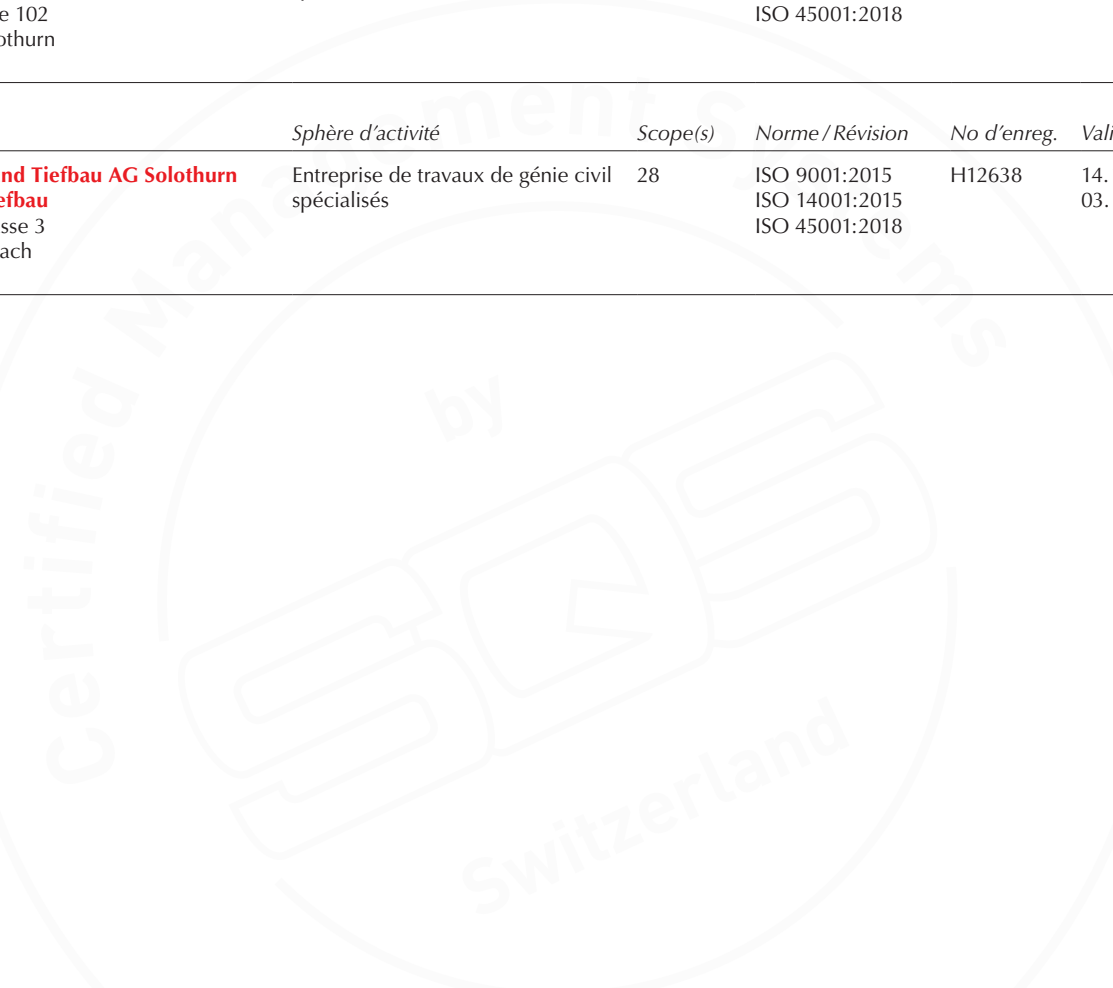 e 102
othurn
ISO 45001:2018
Sphère d'activité Scope(s) Norme / Révision No d'enreg. Vali
nd Tiefbau AG Solothurn Entreprise de travaux de génie civil 28 ISO 9001:2015 H12638 14.
efbau spécialisés ISO 14001:2015 03.
sse 3 ISO 45001:2018
ach
Certified Management Systems
by
SQS
Switzerland